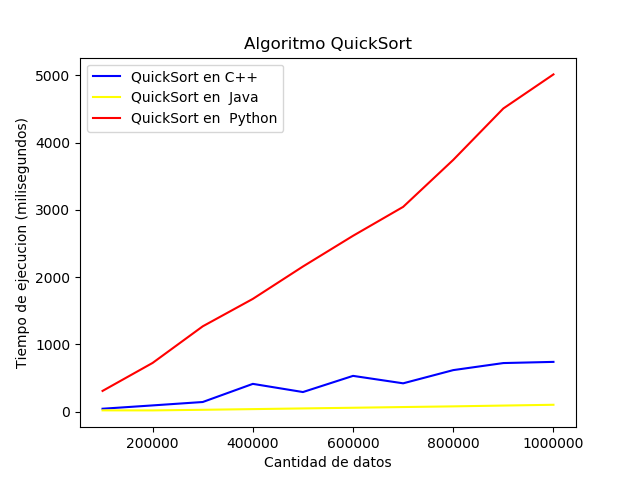 Algoritmo QuickSort
QuickSort en C++
QuickSort en  Java
QuickSort en  Python
Tiempo de ejecucion (milisegundos)
5000
4000
3000
2000
1000
0
200000 400000 600000 800000 1000000
Cantidad de datos